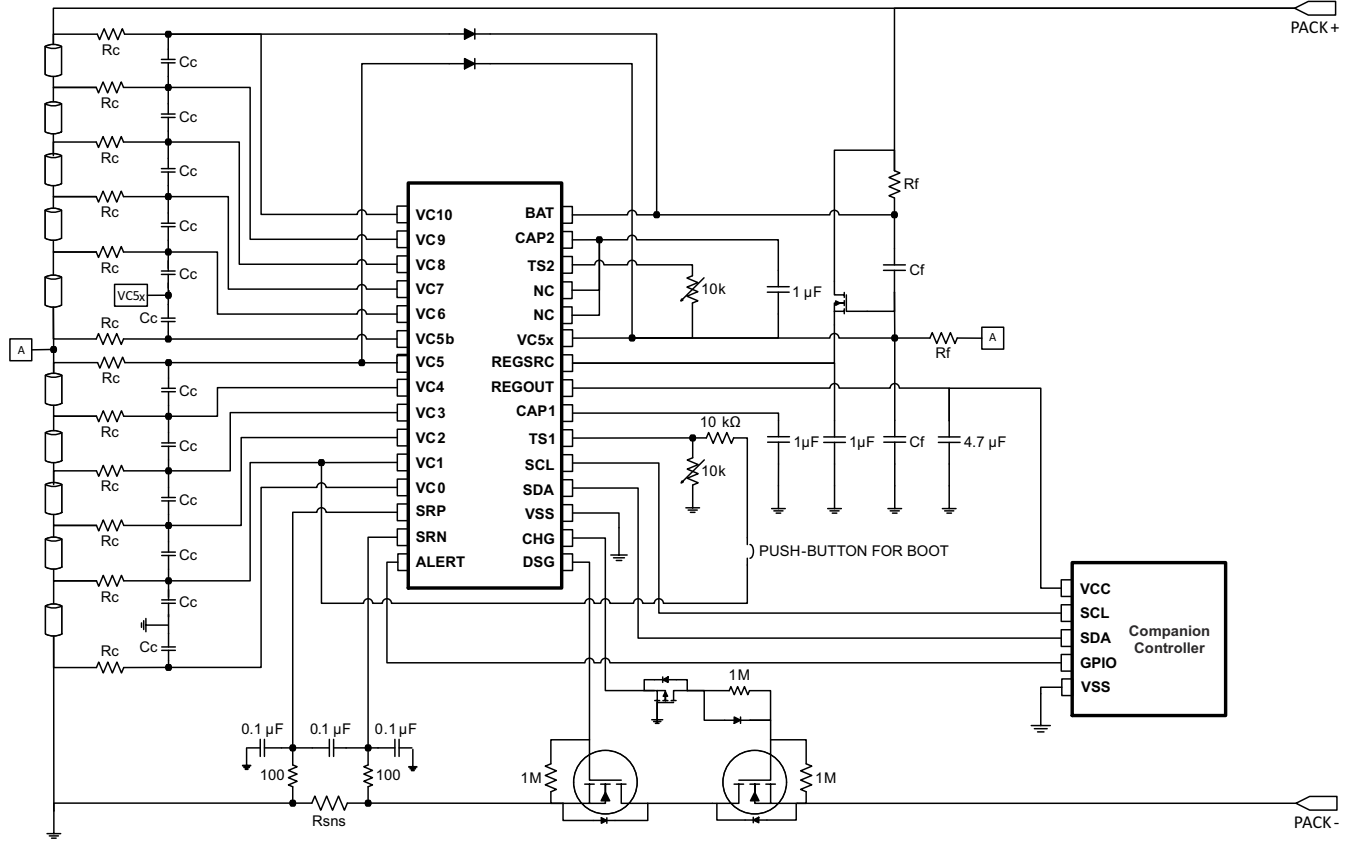 PACK+
Rc
Cc
Rc
Cc
Rc
Cc
Rc
Cc
Rc
Cc
VC5x
Rc
Cc
A
Rc
Cc
Rc
Cc
Rc
Cc
Rc
Cc
Rc
Cc
Cc
Rc
VC10
VC9
VC8
VC7
VC6
VC5b
VC5
VC4
VC3
VC2
VC1
VC0
SRP
SRN
ALERT
BAT
CAP2
TS2
NC
NC
VC5x
REGSRC
REGOUT
CAP1
TS1
SCL
SDA
VSS
CHG
DSG
Rf
Cf
10k
1 µF
Rf
A
10 kΩ
10k
1µF
1µF
Cf
4.7 µF
PUSH-BUTTON FOR BOOT
VCC
SCL
SDA
GPIO
VSS
Companion
Controller
0.1 µF
0.1 µF
0.1 µF
100
100
Rsns
1M
1M
1M
PACK-